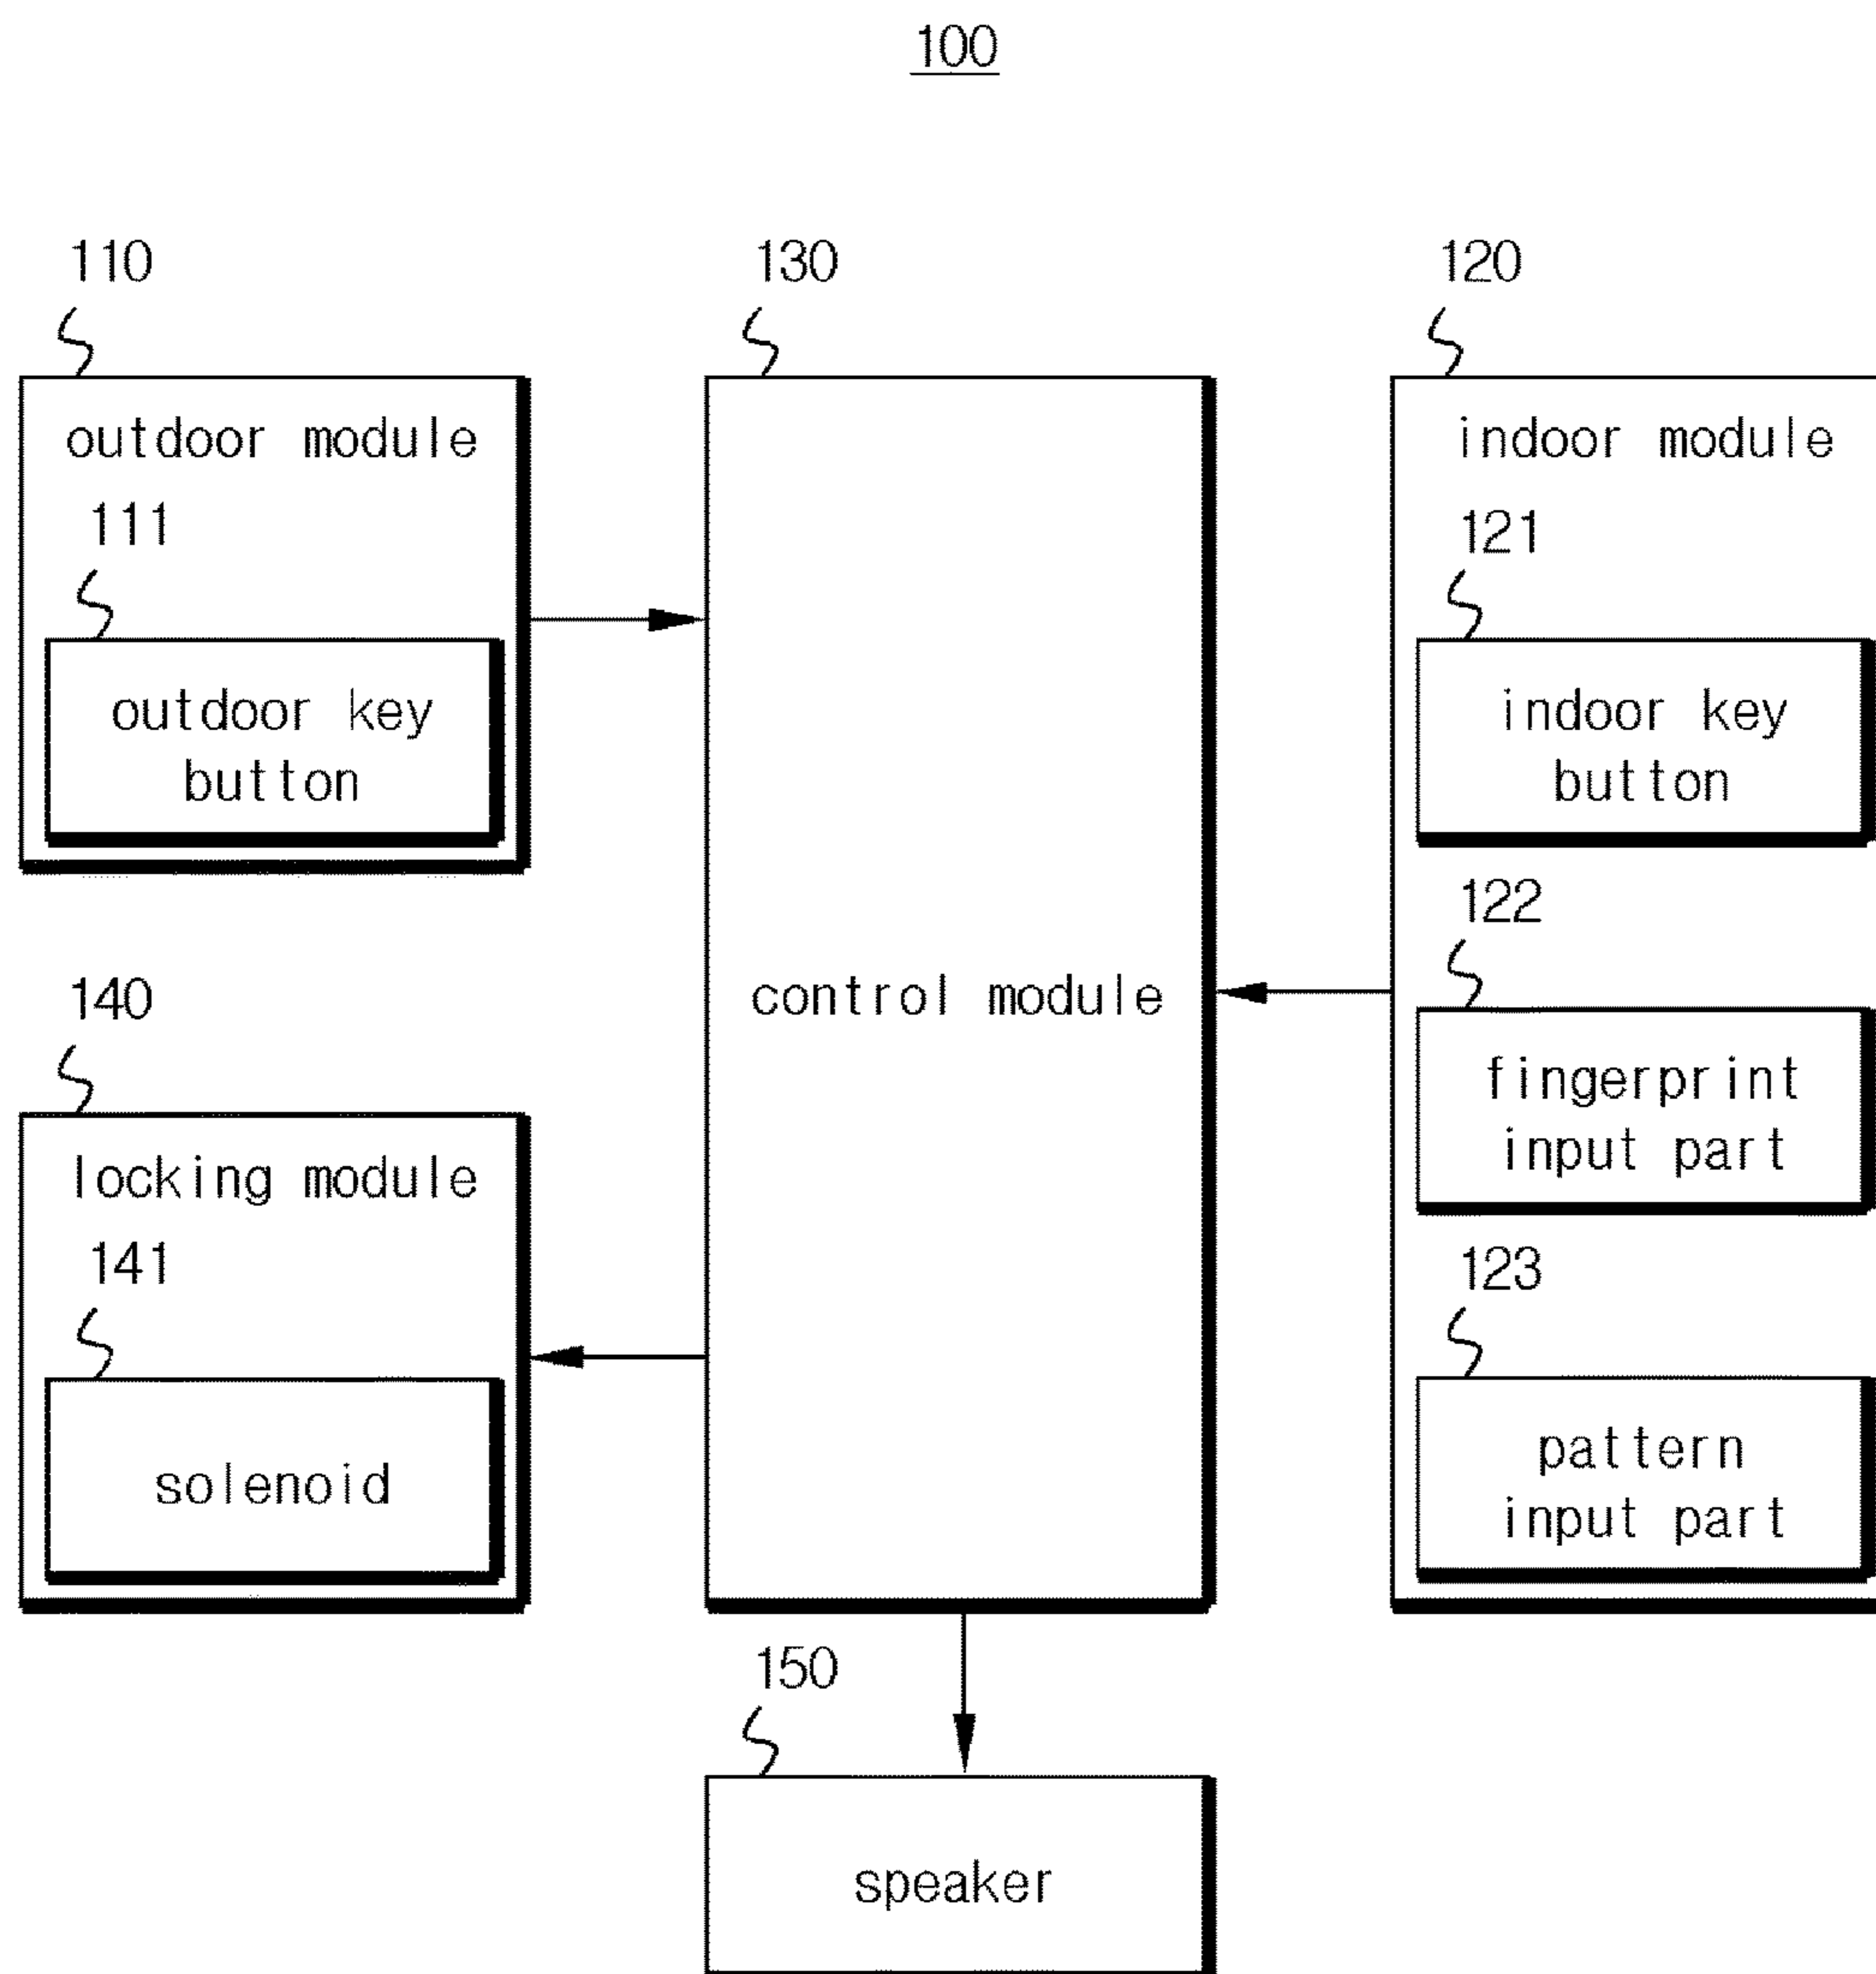 100
110
outdoor module
111
outdoor key
button
140
locking module
141
solenoid
130
control module
150
speaker
120
indoor module
121
indoor key
button
122
fingerprint
input part
123
pattern
input part